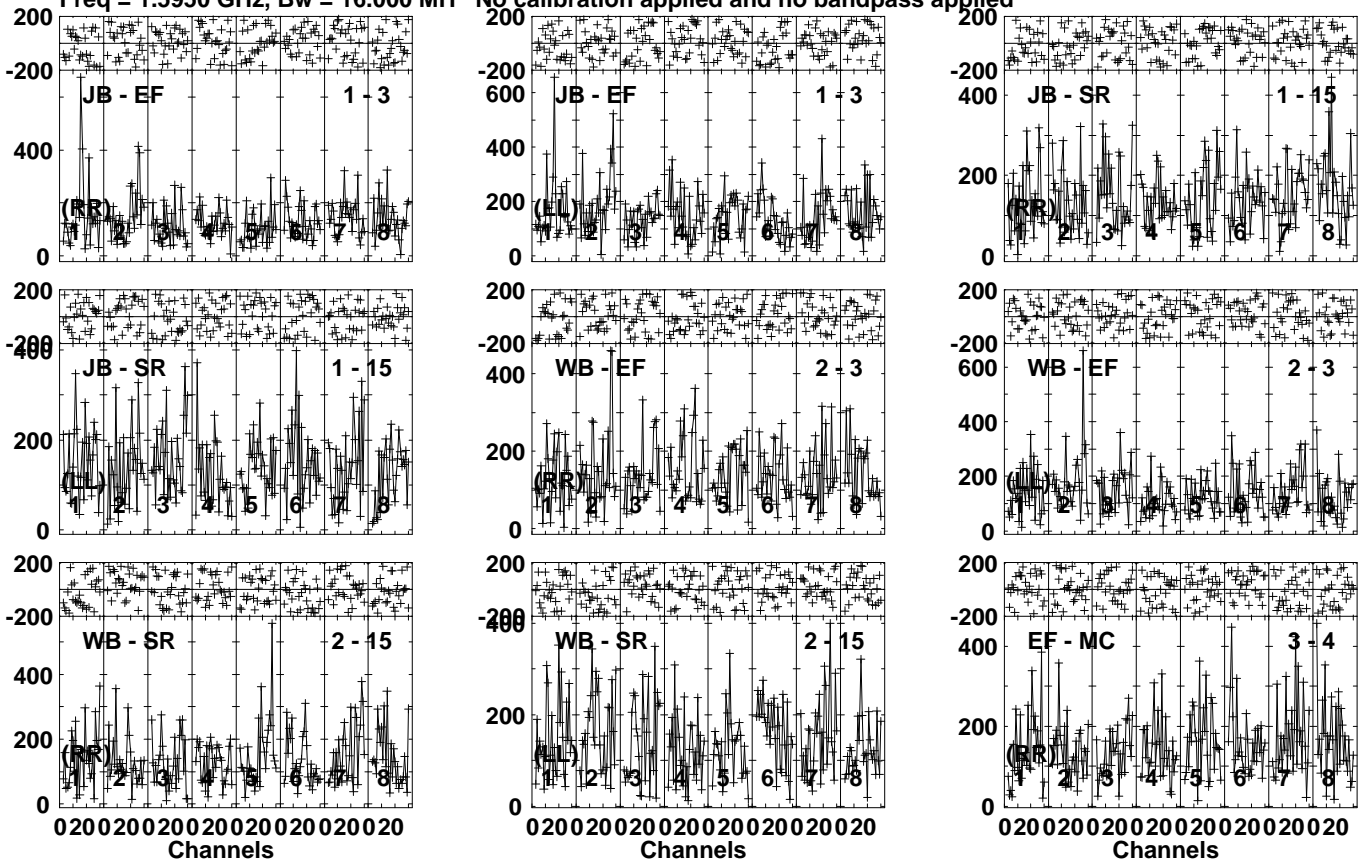 Freq = 1.5950 GHz, Bw = 16.000 MH No calibration applied and no bandpass applied
200 200 200
-200 -200 -200
JB - EF 1 - 3 JB - EF 1 - 3 JB - SR 1 - 15
600 400
400 400
200 200 200
(RR) (LL) (RR)
1 2 3 4 5 6 7 8 1 2 3 4 5 6 7 8 1 2 3 4 5 6 7 8
0 0 0
200 200 200
-200 -200 -200
400
JB - SR 1 - 15 WB - EF 2 - 3 WB - EF 2 - 3
400 600
400
200 200 200
(LL) (RR) (LL)
1 2 3 4 5 6 7 8 1 2 3 4 5 6 7 8 1 2 3 4 5 6 7 8
0 0 0
200 200 200
-200 -200 -200
400
WB - SR 2 - 15 WB - SR 2 - 15 EF - MC 3 - 4
400 400
200 200 200
(RR) (LL) (RR)
1 2 3 4 5 6 7 8 1 2 3 4 5 6 7 8 1 2 3 4 5 6 7 8
0 0 0
0 20 0 20 0 20 0 20 0 20 0 20 0 20 0 20 0 20 0 20 0 20 0 20 0 20 0 20 0 20 0 20 0 20 0 20 0 20 0 20 0 20 0 20 0 20 0 20
Channels Channels Channels